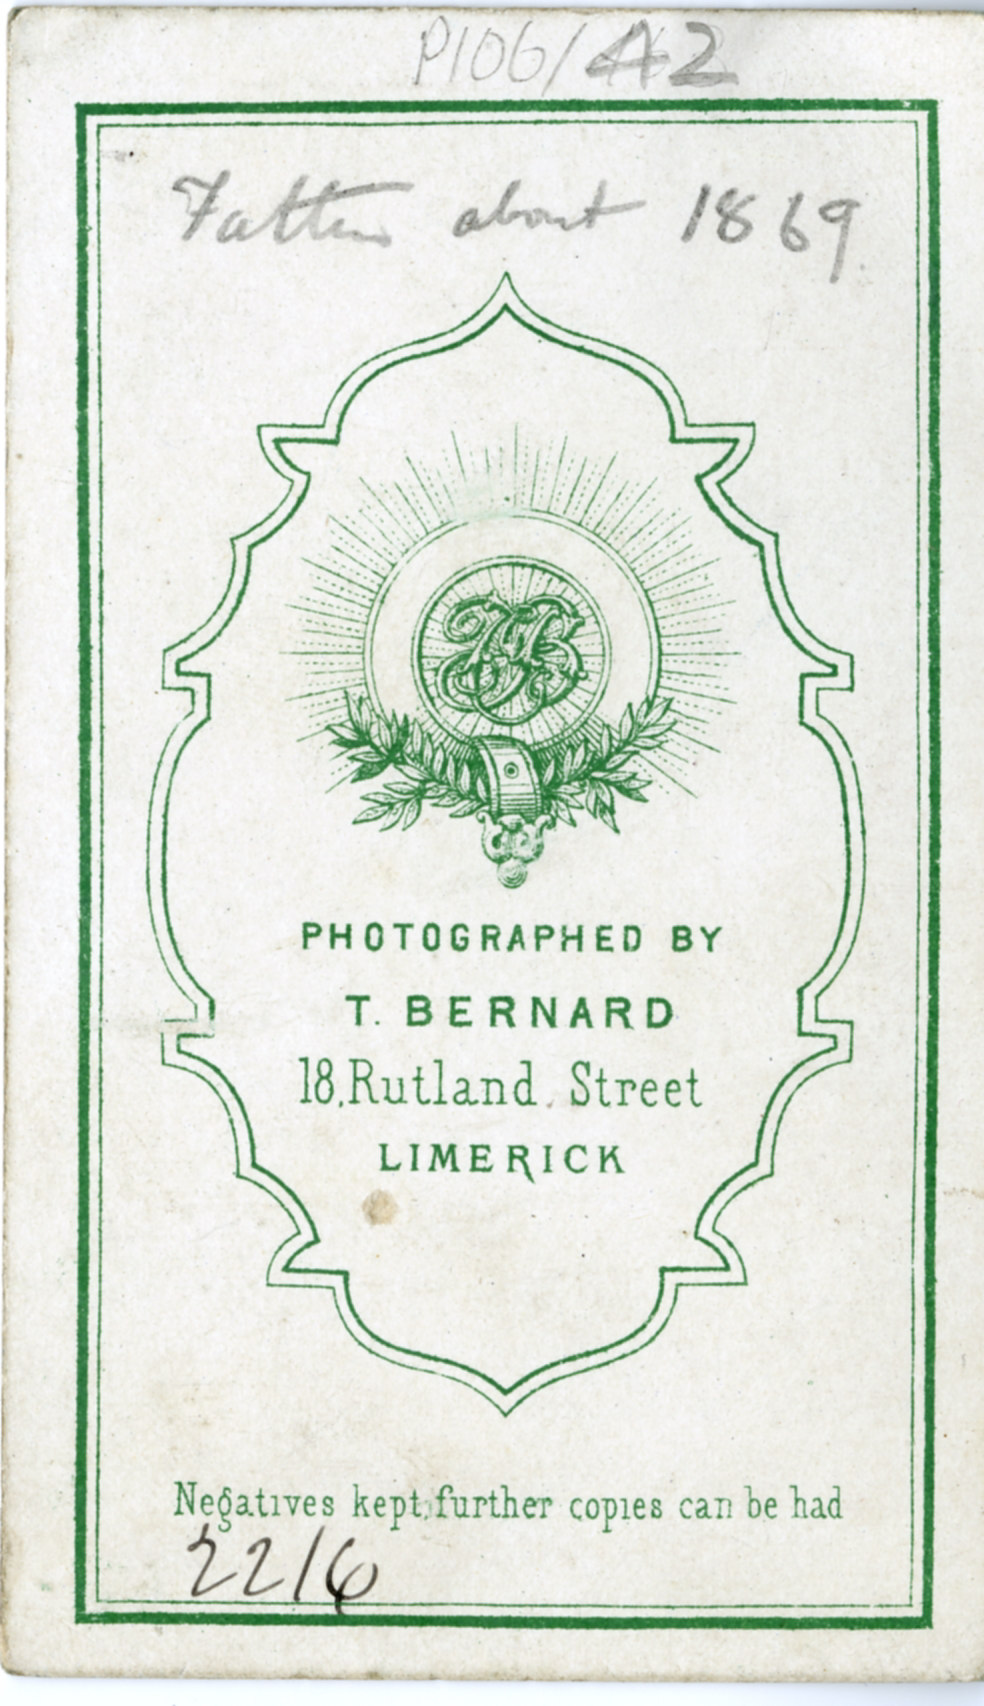 P106/42
Father about 1869.
TB
PHOTOGRAPHED BY
T. BERNARD
18, Rutland Street
LIMERICK
Negatives kept, further copies can be had
2216